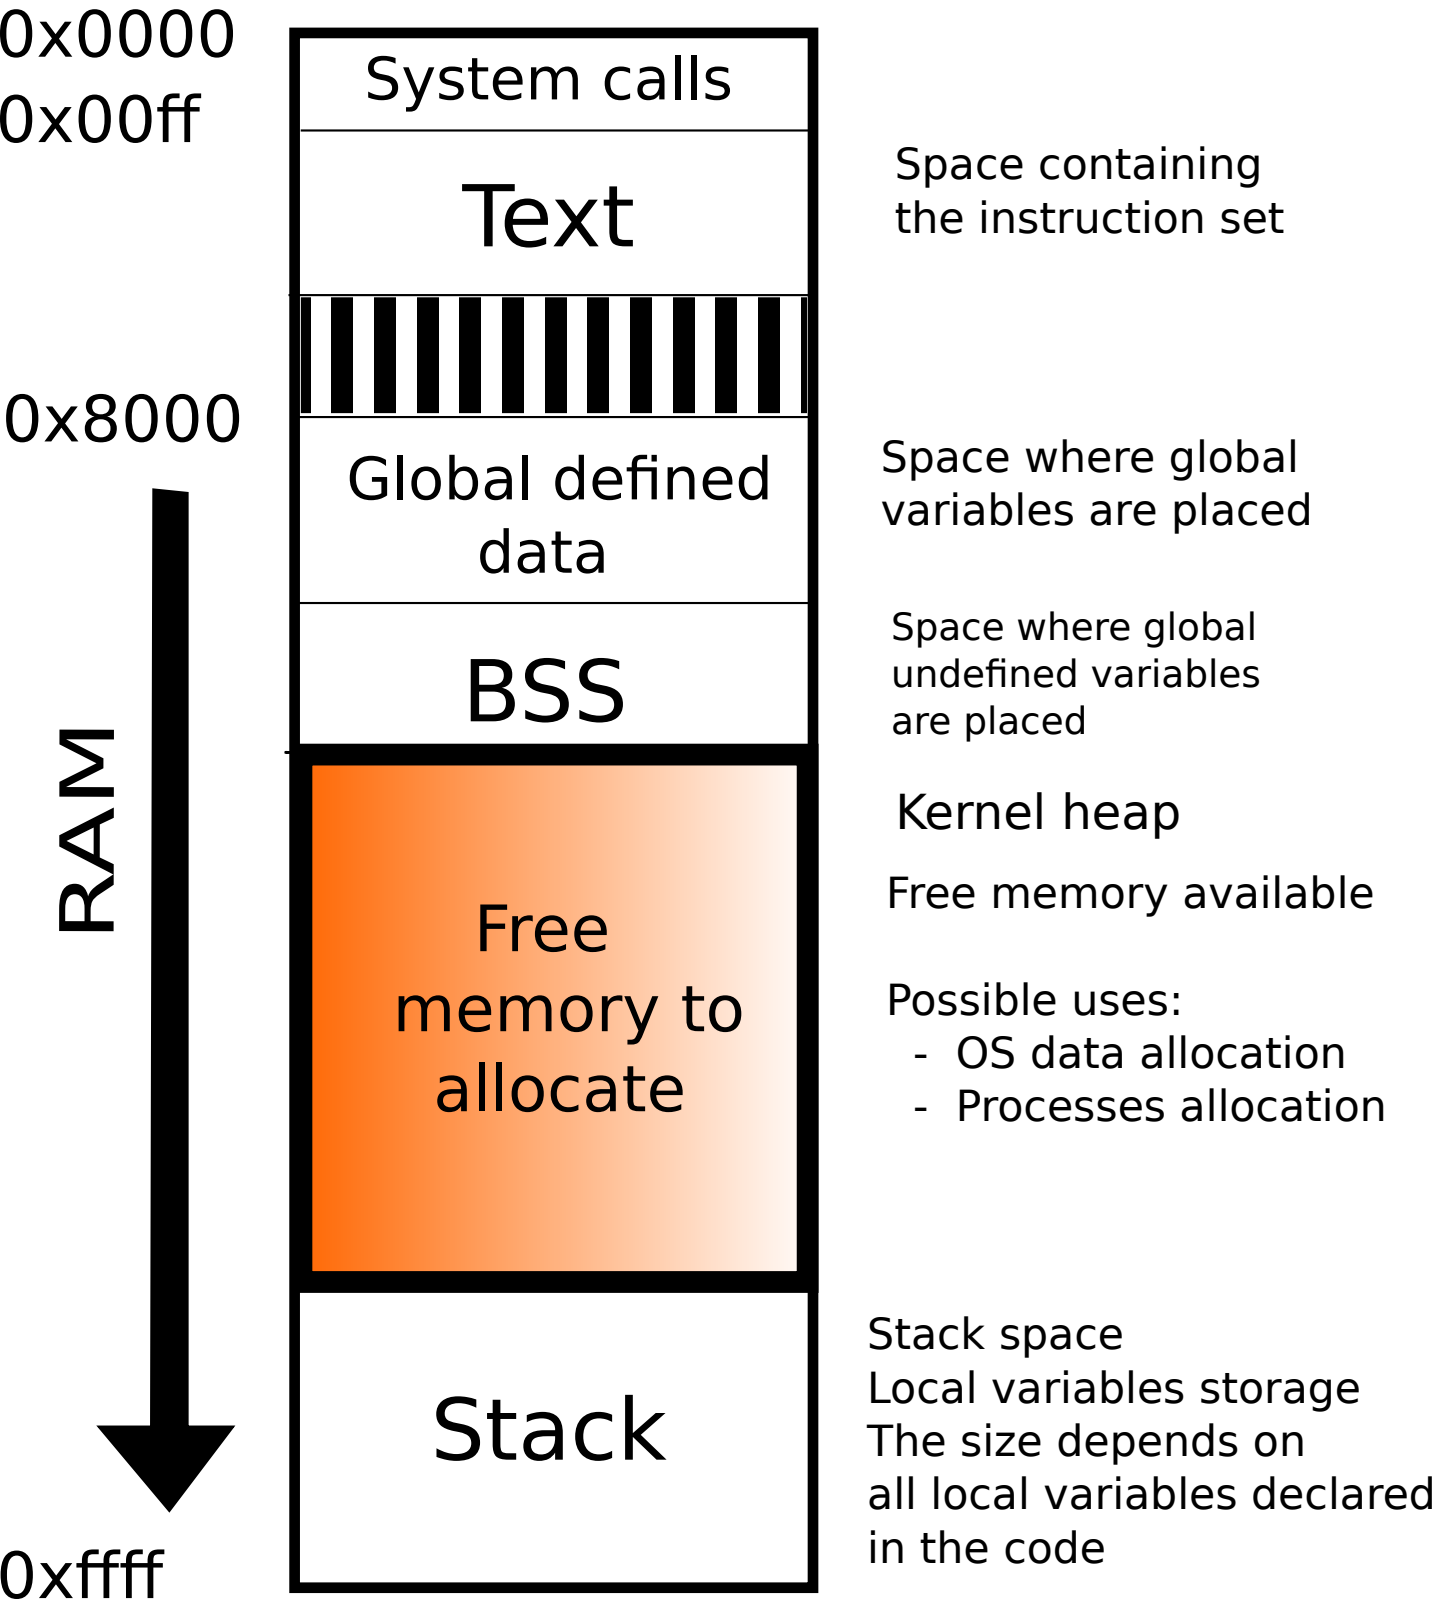 0x0000
System calls
0x00ff
Text
Space containing
the instruction set
0x8000
Global defined
data
Space where global
variables are placed
BSS
Space where global
undefined variables
are placed
RAM
Kernel heap
Free memory available
Free
memory to
allocate
Possible uses:
- OS data allocation
- Processes allocation
Stack
Stack space
Local variables storage
The size depends on
all local variables declared
in the code
0xffff